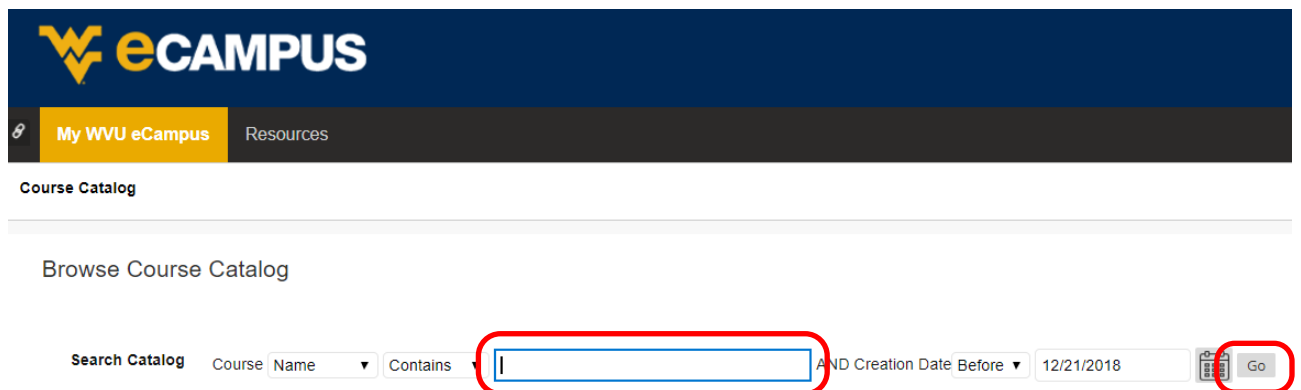 eCAMPUS
My WVU eCampus Resources
Course Catalog
Browse Course Catalog
Search Catalog Course Name Contains AND Creation Date Before 12/21/2018 Go